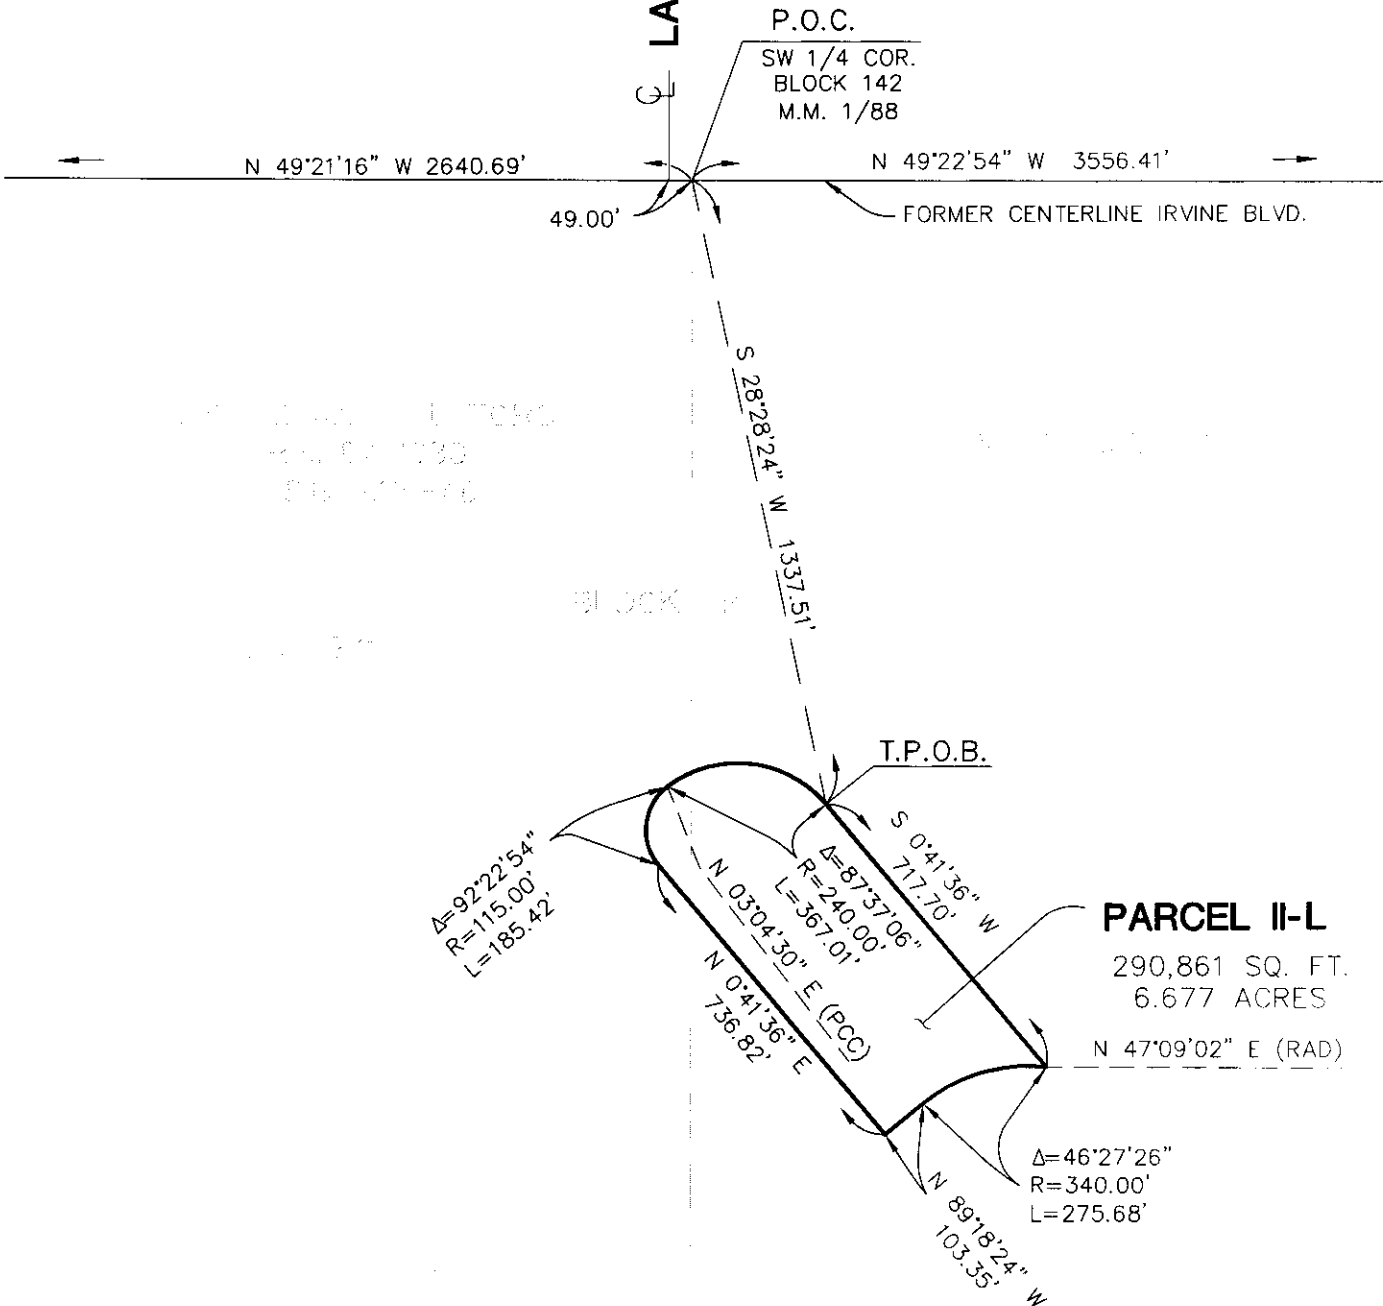 LA
P.O.C.
SW 1/4 COR.
BLOCK 142
M.M. 1/88
N 49°21'16" W 2640.69'
N 49°22'54" W 3556.41'
49.00'
FORMER CENTERLINE IRVINE BLVD.
S 28°28'24" W 1337.51'
BLOCK
T.P.O.B.
Δ=92°22'54"
R=115.00'
L=185.42'
Δ=87°37'06"
R=240.00'
L=367.01'
S 0°41'36" W
717.70'
N 03°04'30" E (PCC)
N 0°41'36" E
736.82'
PARCEL II-L
290,861 SQ. FT.
6.677 ACRES
N 47°09'02" E (RAD)
Δ=46°27'26"
R=340.00'
L=275.68'
N 89°18'24" W
103.35'